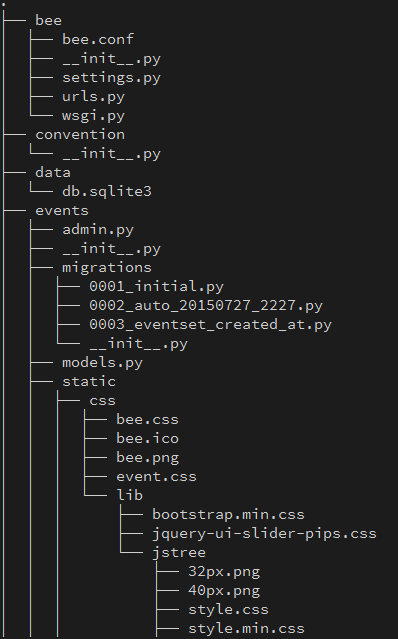 .
├── bee
│   ├── bee.conf
│   ├── __init__.py
│   ├── settings.py
│   ├── urls.py
│   └── wsgi.py
├── convention
│   └── __init__.py
├── data
│   └── db.sqlite3
├── events
│   ├── admin.py
│   ├── __init__.py
│   ├── migrations
│   │   ├── 0001_initial.py
│   │   ├── 0002_auto_20150727_2227.py
│   │   ├── 0003_eventset_created_at.py
│   │   └── __init__.py
│   ├── models.py
│   ├── static
│   │   ├── css
│   │   │   ├── bee.css
│   │   │   ├── bee.ico
│   │   │   ├── bee.png
│   │   │   ├── event.css
│   │   │   └── lib
│   │   │       ├── bootstrap.min.css
│   │   │       ├── jquery-ui-slider-pips.css
│   │   │       └── jstree
│   │   │           ├── 32px.png
│   │   │           ├── 40px.png
│   │   │           ├── style.css
│   │   │           ├── style.min.css